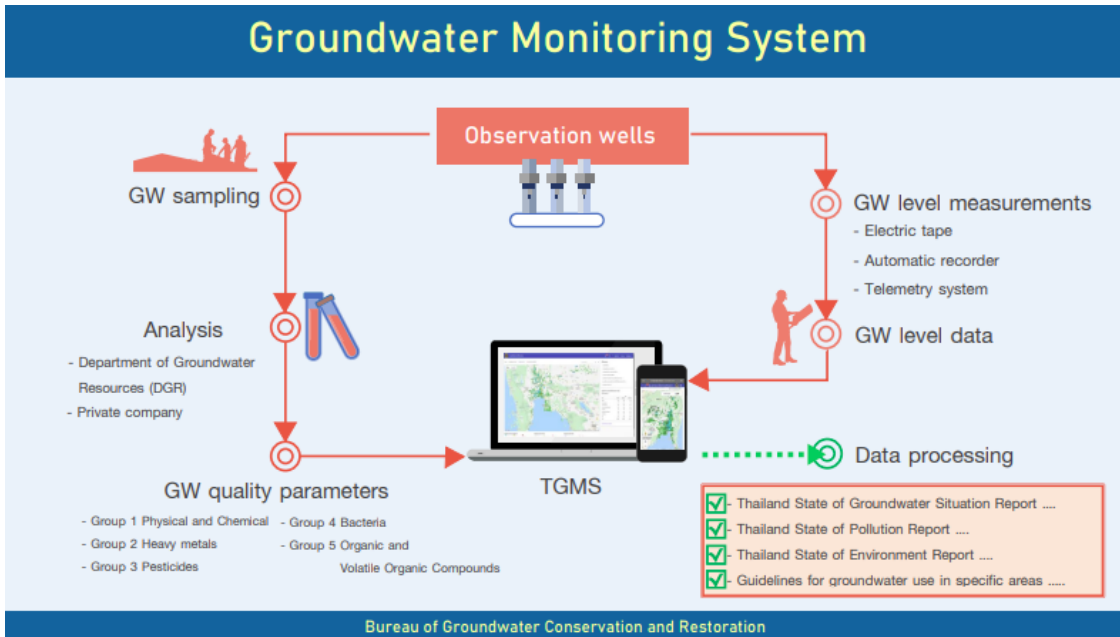 Groundwater Monitoring System
Observation wells
GW sampling
Analysis
- Department of Groundwater
Resources (DGR)
- Private company
GW quality parameters
- Group 1 Physical and Chemical
- Group 2 Heavy metals
- Group 3 Pesticides
- Group 4 Bacteria
- Group 5 Organic and
Volatile Organic Compounds
GW level measurements
- Electric tape
- Automatic recorder
- Telemetry system
GW level data
TGMS
Data processing
- Thailand State of Groundwater Situation Report ....
- Thailand State of Pollution Report ....
- Thailand State of Environment Report ....
- Guidelines for groundwater use in specific areas .....
Bureau of Groundwater Conservation and Restoration